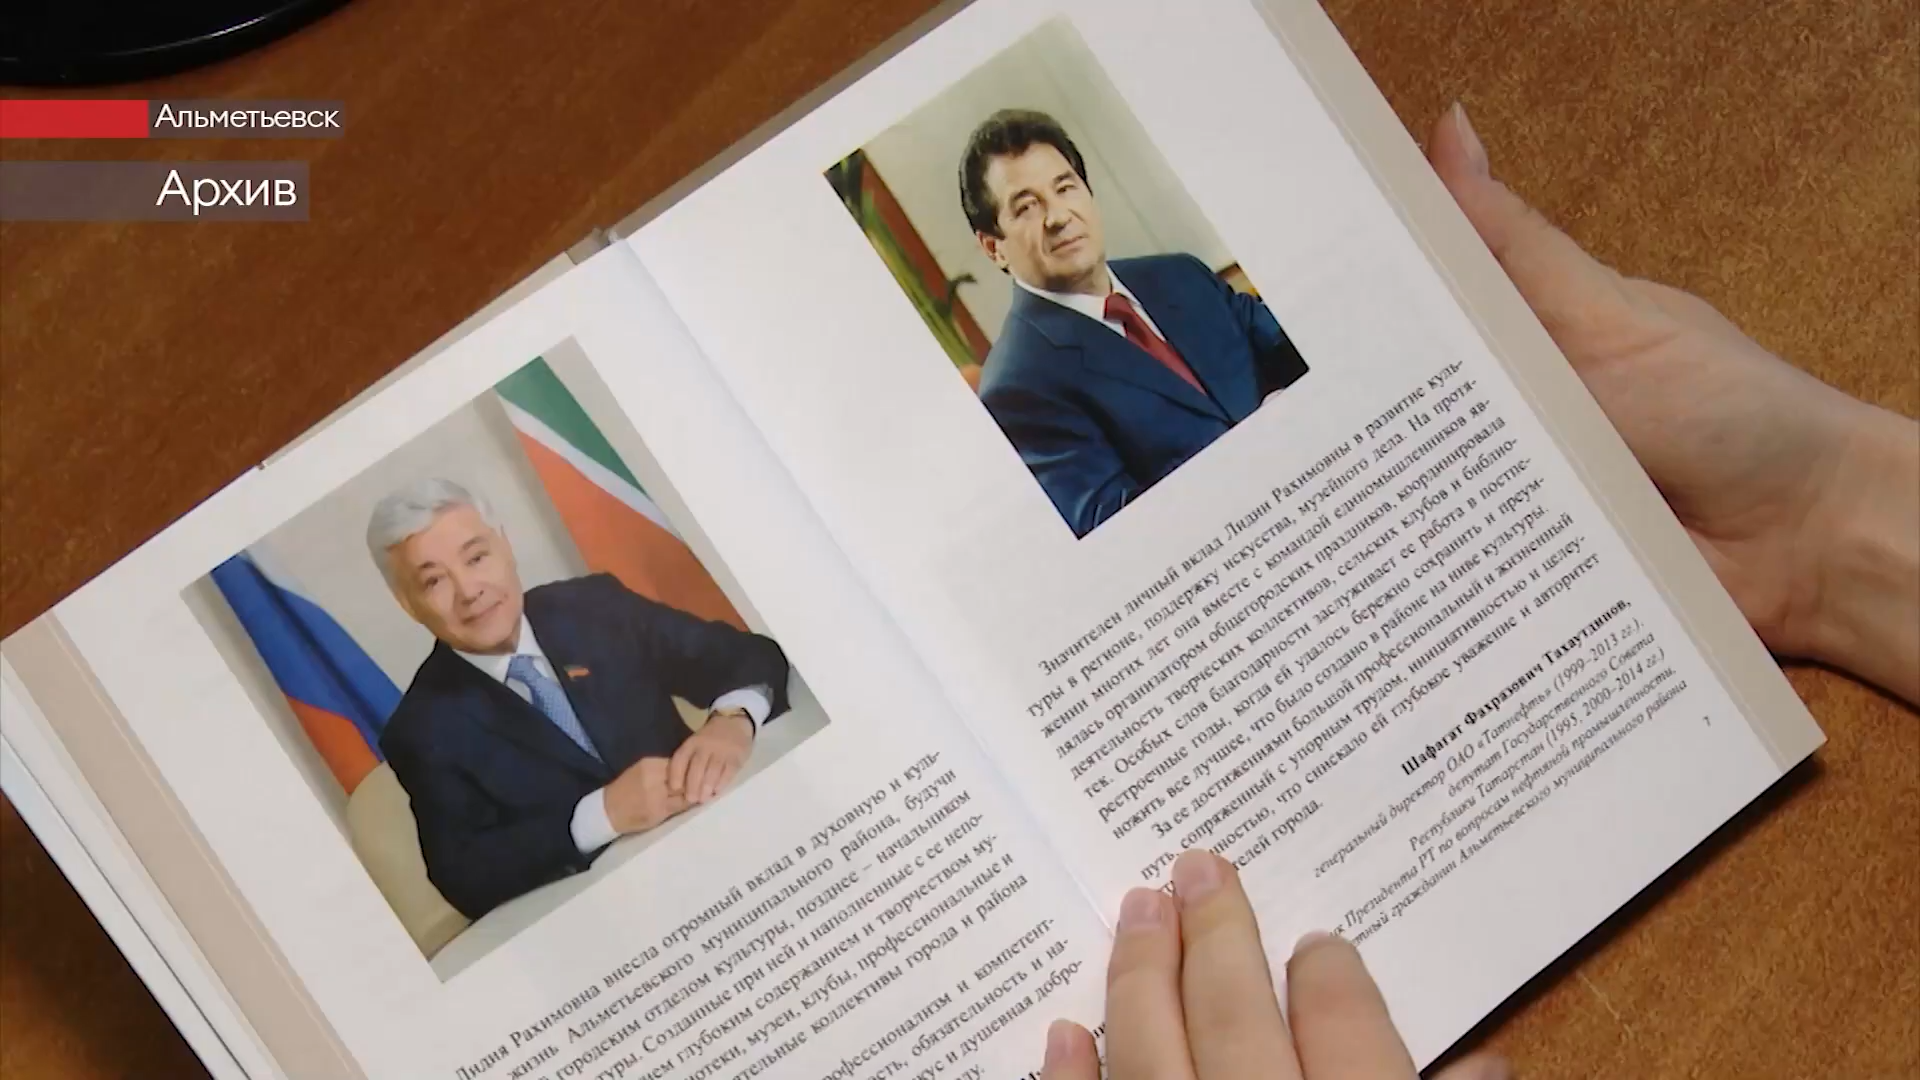 Альметьевск
Архив
Лидия Рахимовна внесла огромный вклад в духовную и куль-
жизнь Альметьевского муниципального района, будучи
городским отделом культуры, позднее – начальником
Созданные при ней и наполненные с ее непо-
глубоким содержанием и творчеством му-
музеи, клубы, профессиональные и
коллективы города и района
профессионализм и компетент-
обязательность и на-
и душевная добро-
Значителен личный вклад Лидии Рахимовны в развитие куль-
туры в регионе, поддержку искусства, музейного дела. На протя-
жении многих лет она вместе с командой единомышленников яв-
лялась организатором общегородских праздников, координировала
деятельность творческих коллективов, сельских клубов и библио-
тек. Особых слов благодарности заслуживает ее работа в постпе-
рестроечные годы, когда ей удалось бережно сохранить и преум-
ножить все лучшее, что было создано в районе на ниве культуры.
За ее достижениями большой профессиональный и жизненный
путь, сопряженный с упорным трудом, инициативностью и целеу-
что снискало ей глубокое уважение и авторитет
города.
Шафагат Фахразович Тахаутдинов,
генеральный директор ОАО «Татнефть» (1999–2013 гг.),
депутат Государственного Совета
Республики Татарстан (1995, 2000–2014 гг.)
Президента РТ по вопросам нефтяной промышленности,
гражданин Альметьевского муниципального района
7